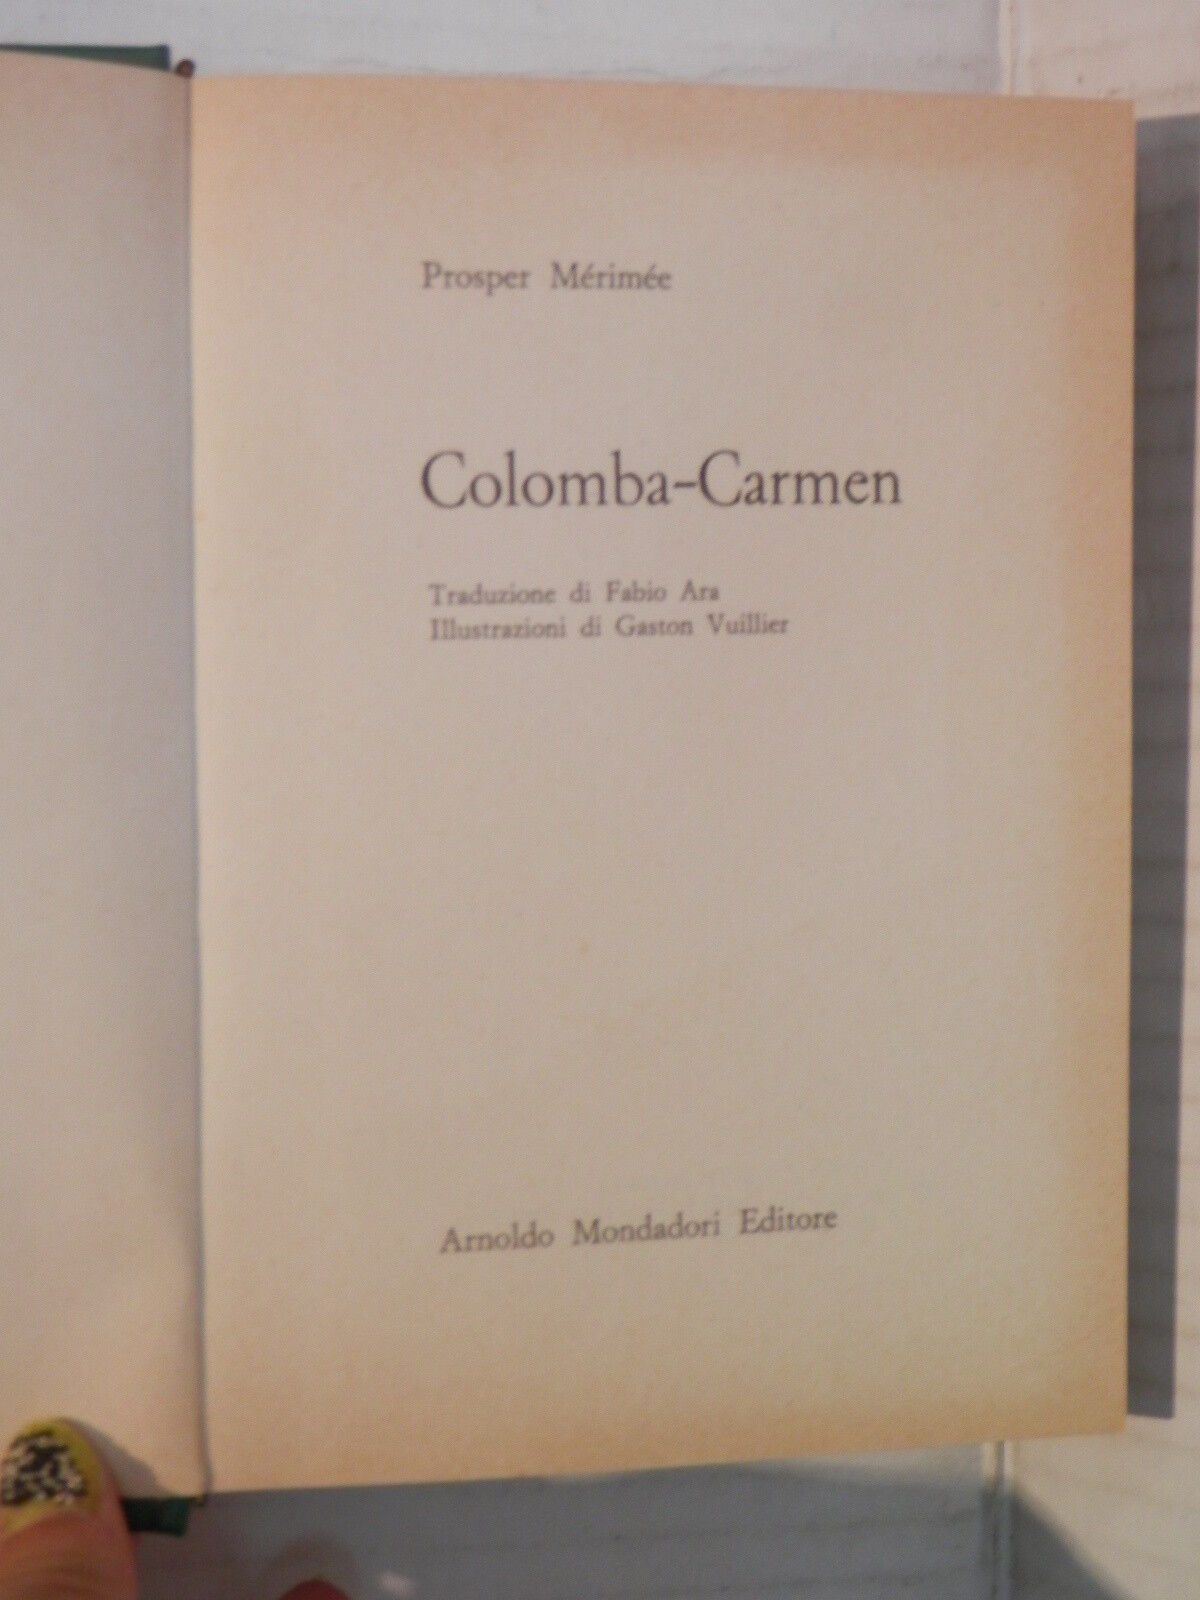 Prosper Mérimée
Colomba-Carmen
Traduzione di Fabio Ara
Illustrazioni di Gaston Vuillier
Arnoldo Mondadori Editore